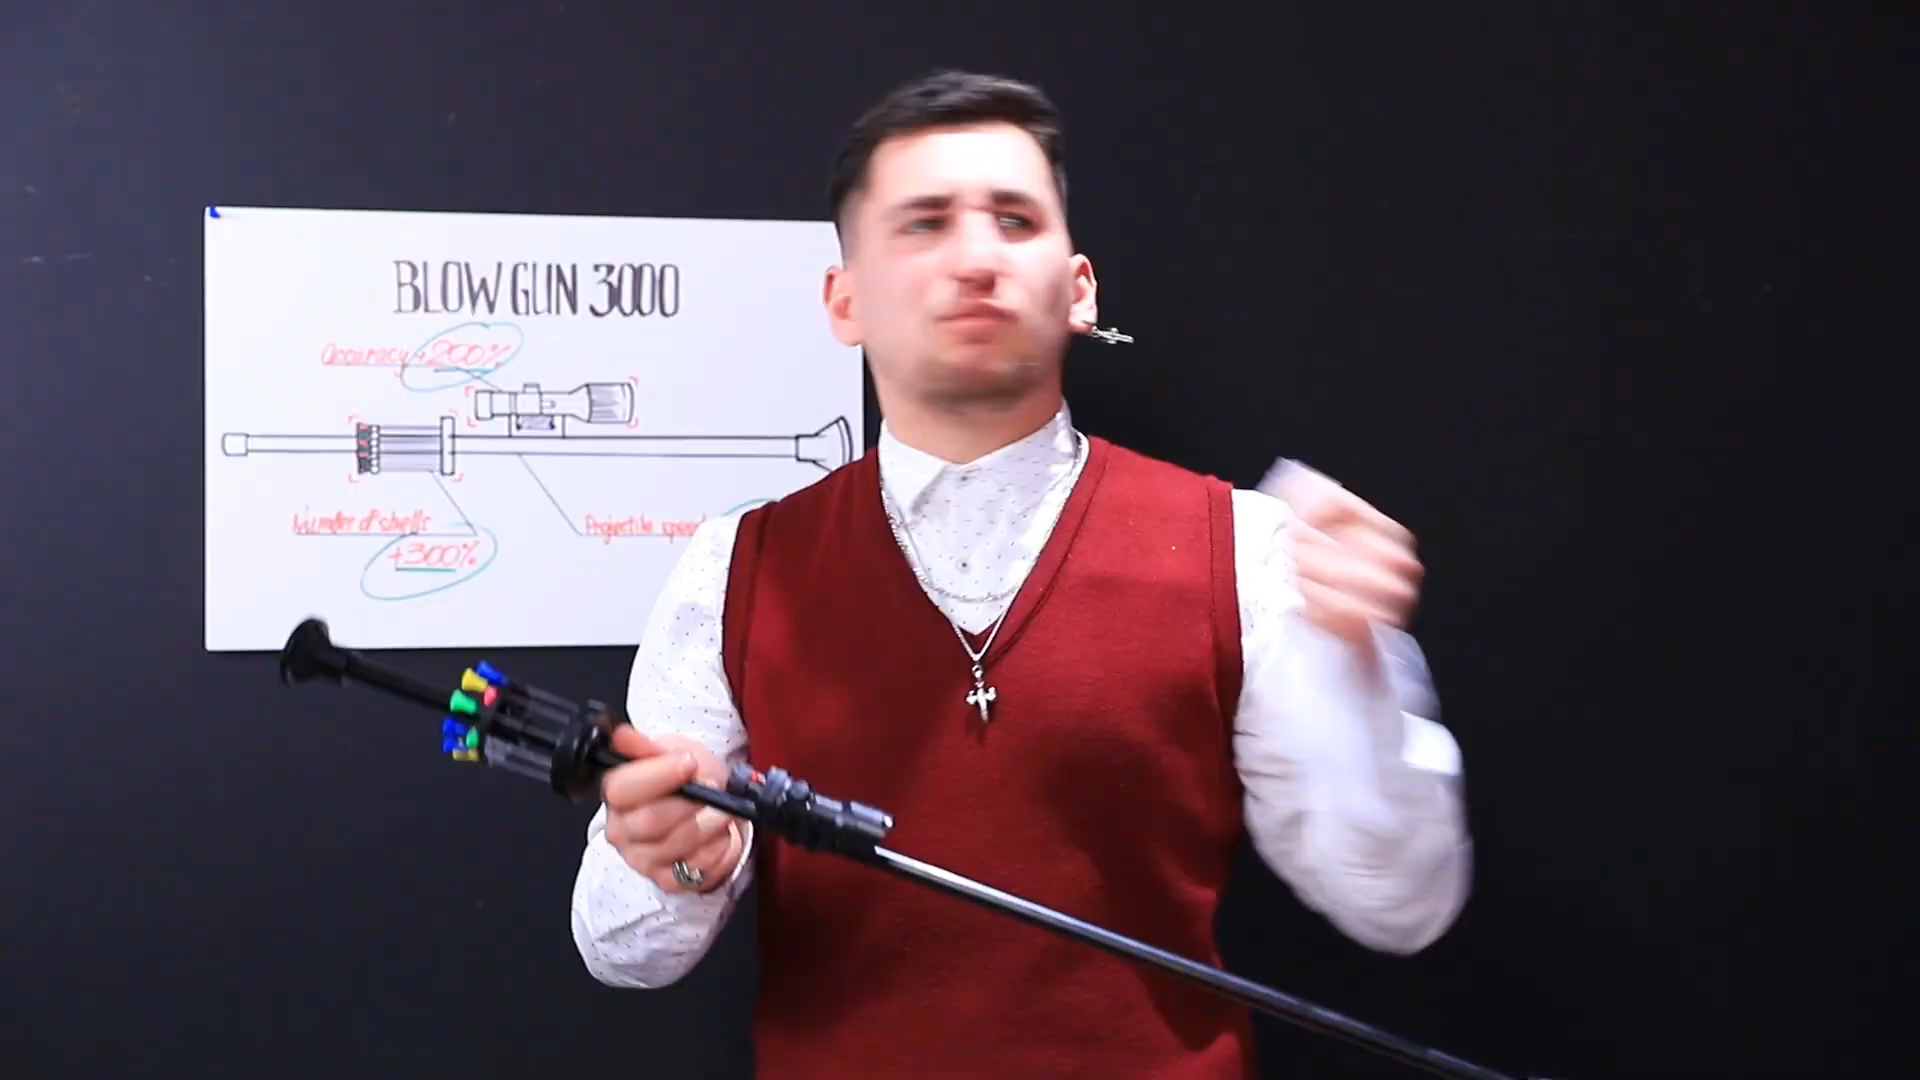 BLOW GUN 3000
Accuracy + 200%
Number of shells
+300%
Projectile speed